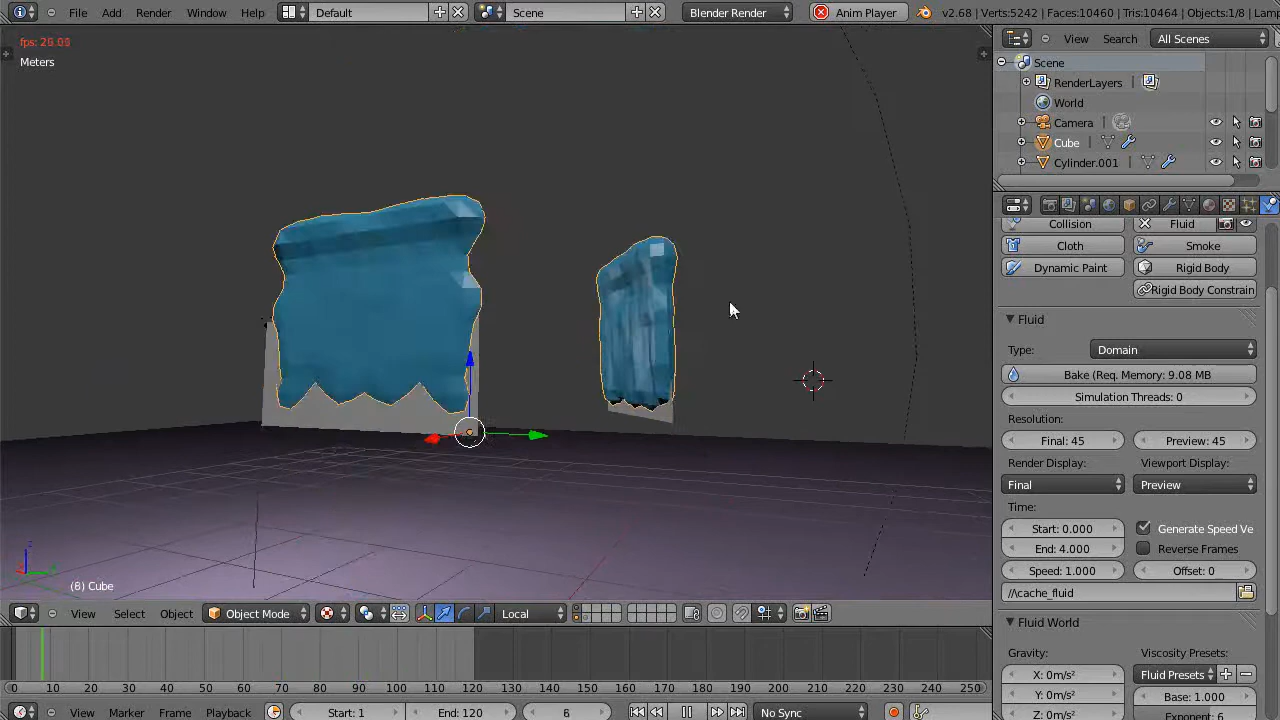 File Add Render Window Help Default Scene Blender Render Anim Player v2.68 | Verts:5242 | Faces:10460 | Tris:10464 | Objects:1/8 | Lamp
fps: 26.09
Meters
(8) Cube
View Select Object Object Mode Local
0 10 20 30 40 50 60 70 80 90 100 110 120 130 140 150 160 170 180 190 200 210 220 230 240 250
View Marker Frame Playback Start: 1 End: 120 6 No Sync
View Search All Scenes
Scene
RenderLayers
World
Camera
Cube
Cylinder.001
Collision Fluid
Cloth Smoke
Dynamic Paint Rigid Body
Rigid Body Constrain
Fluid
Type: Domain
Bake (Req. Memory: 9.08 MB
Simulation Threads: 0
Resolution:
Final: 45 Preview: 45
Render Display: Viewport Display:
Final Preview
Time:
Start: 0.000 Generate Speed Ve
End: 4.000 Reverse Frames
Speed: 1.000 Offset: 0
//\cache_fluid
Fluid World
Gravity: Viscosity Presets:
X: 0m/s² Fluid Presets
Y: 0m/s² Base: 1.000
Z: 0m/s² Exponent: 6